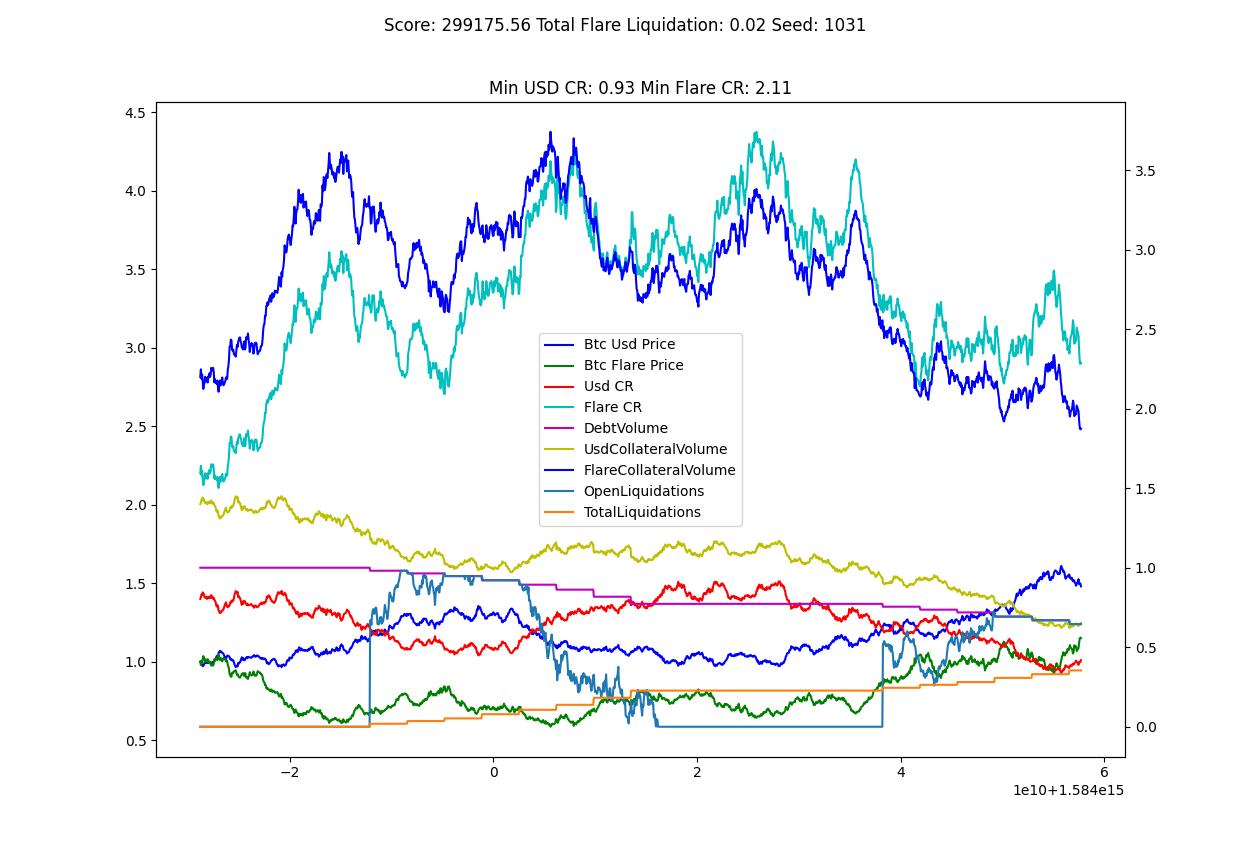 Score: 299175.56 Total Flare Liquidation: 0.02 Seed: 1031
Min USD CR: 0.93 Min Flare CR: 2.11
4.5
4.0
3.5
3.0
2.5
2.0
1.5
1.0
0.5
3.5
3.0
2.5
2.0
1.5
1.0
0.5
0.0
Btc Usd Price
Btc Flare Price
Usd CR
Flare CR
DebtVolume
UsdCollateralVolume
FlareCollateralVolume
OpenLiquidations
TotalLiquidations
−2 0 2 4 6
1e10+1.584e15